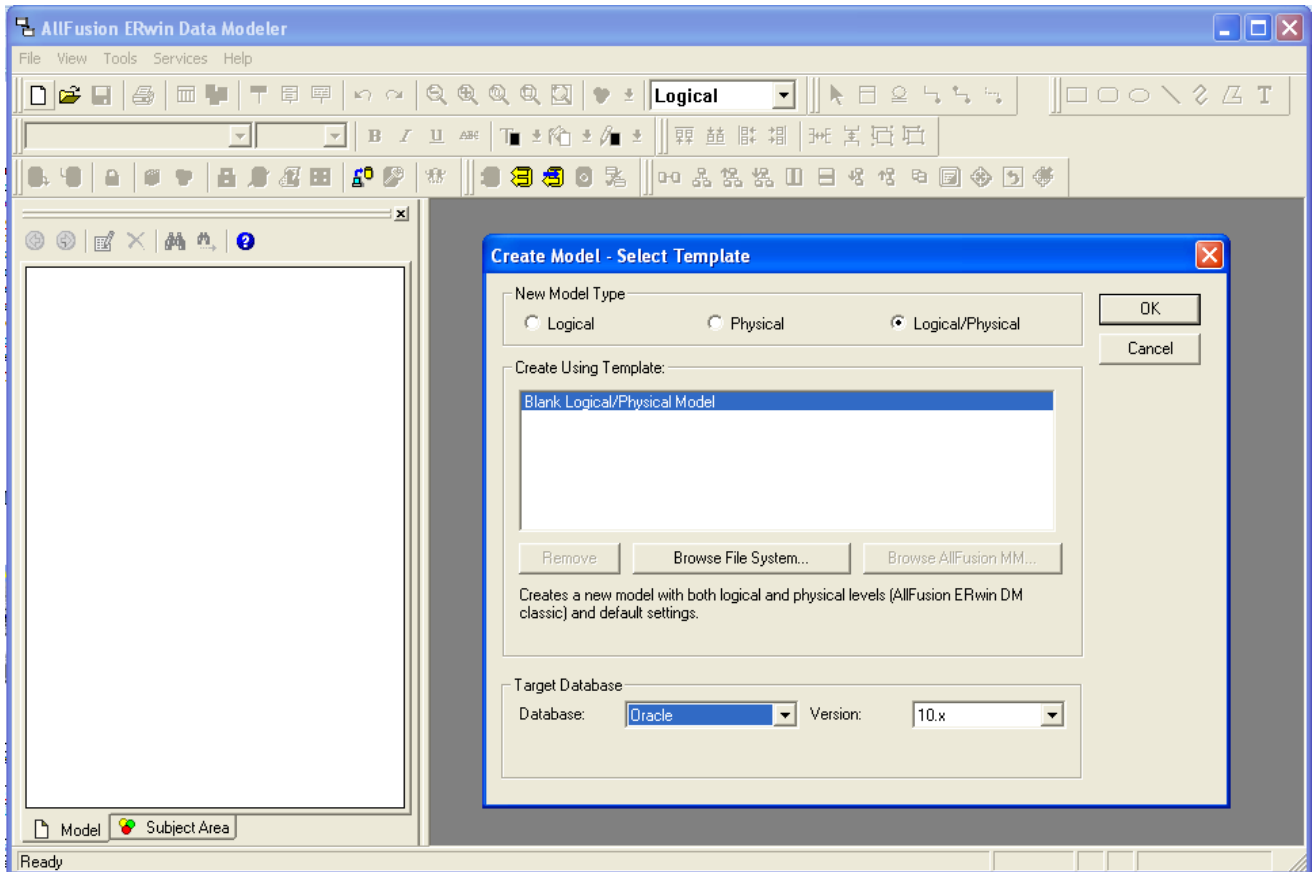 AllFusion ERwin Data Modeler
File View Tools Services Help
Logical
B I U ABC T
T
Create Model - Select Template
New Model Type
Logical Physical Logical/Physical
OK
Cancel
Create Using Template:
Blank Logical/Physical Model
Remove Browse File System... Browse AllFusion MM...
Creates a new model with both logical and physical levels (AllFusion ERwin DM
classic) and default settings.
Target Database
Database: Oracle Version: 10.x
Model Subject Area
Ready